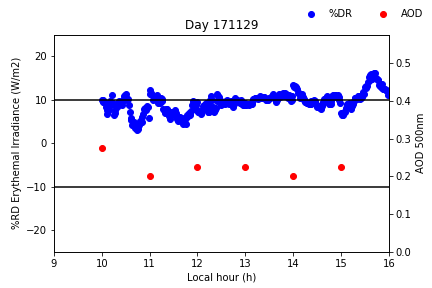 %DR AOD
Day 171129
%RD Erythermal Irradiance (W/m2)
20
10
0
−10
−20
0.5
0.4
0.3
0.2
0.1
0.0
AOD 500nm
9 10 11 12 13 14 15 16
Local hour (h)